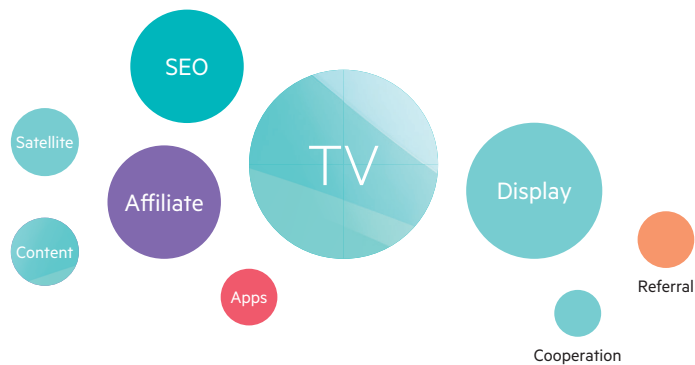 SEO
TV
Satellite
Affiliate
Display
Content
Apps
Referral
Cooperation